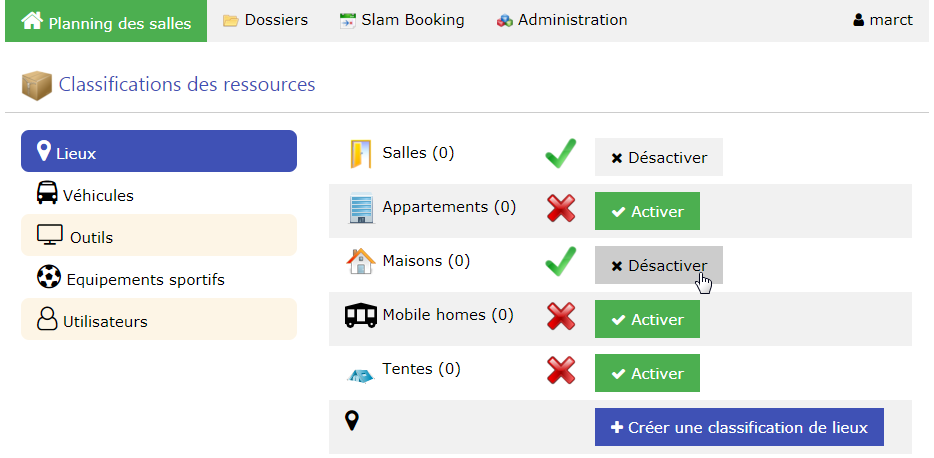 Planning des salles Dossiers Slam Booking Administration marct
Classifications des ressources
Lieux
Véhicules
Outils
Equipements sportifs
Utilisateurs
Salles (0) Désactiver
Appartements (0) Activer
Maisons (0) Désactiver
Mobile homes (0) Activer
Tentes (0) Activer
Créer une classification de lieux